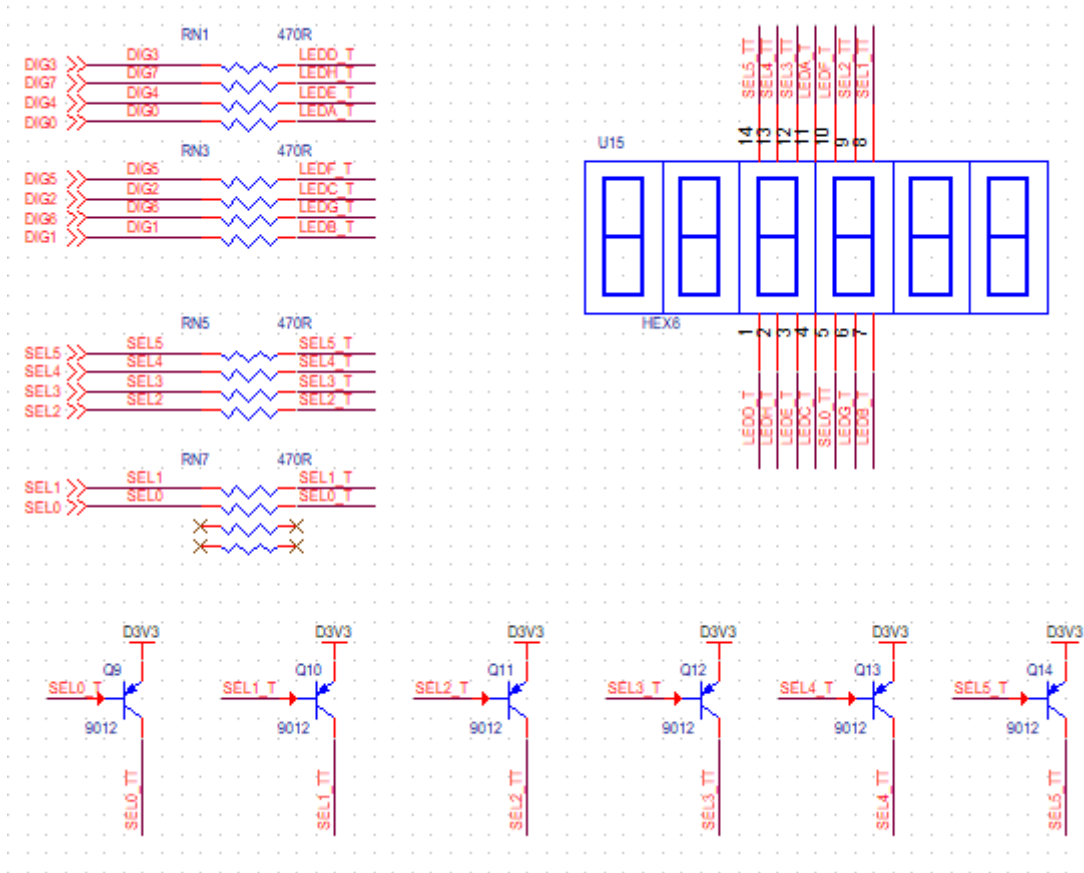 RN1 470R
DIG3 DIG3 LEDD_T
DIG7 DIG7 LEDH_T
DIG4 DIG4 LEDE_T
DIG0 DIG0 LEDA_T
RN3 470R
DIG5 DIG5 LEDF_T
DIG2 DIG2 LEDC_T
DIG6 DIG6 LEDG_T
DIG1 DIG1 LEDB_T
RN5 470R
SEL5 SEL5 SEL5_T
SEL4 SEL4 SEL4_T
SEL3 SEL3 SEL3_T
SEL2 SEL2 SEL2_T
RN7 470R
SEL1 SEL1 SEL1_T
SEL0 SEL0 SEL0_T
SEL5_TT SEL4_TT SEL3_TT LEDA_T LEDF_T SEL2_TT SEL1_TT
14 13 12 11 10 9 8
U15
HEX6
1 2 3 4 5 6 7
LEDD_T LEDH_T LEDE_T LEDC_T SEL0_TT LEDG_T LEDB_T
D3V3 D3V3 D3V3 D3V3 D3V3 D3V3
Q9 Q10 Q11 Q12 Q13 Q14
SEL0_T SEL1_T SEL2_T SEL3_T SEL4_T SEL5_T
9012 9012 9012 9012 9012 9012
SEL0_TT SEL1_TT SEL2_TT SEL3_TT SEL4_TT SEL5_TT